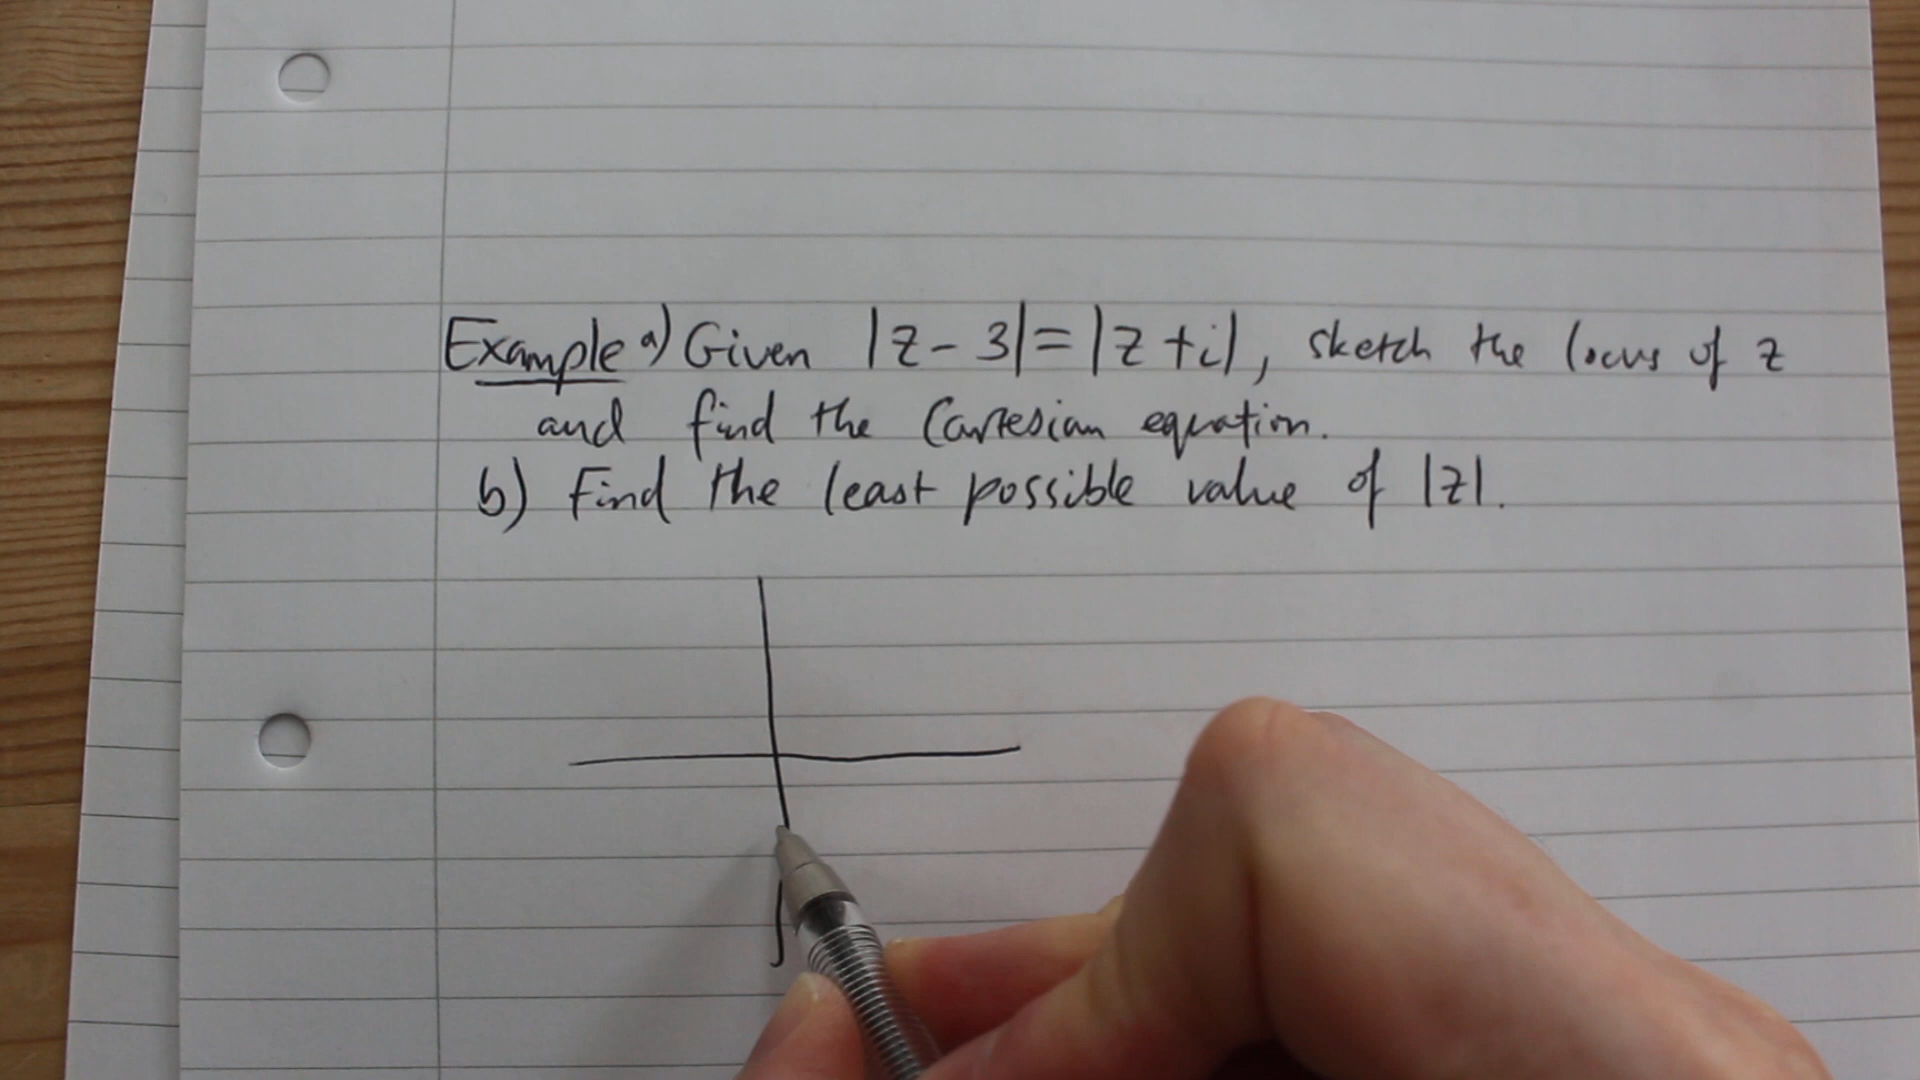 Example a) Given |z - 3| = |z + i|, sketch the locus of z
and find the Cartesian equation.
b) Find the least possible value of |z|.